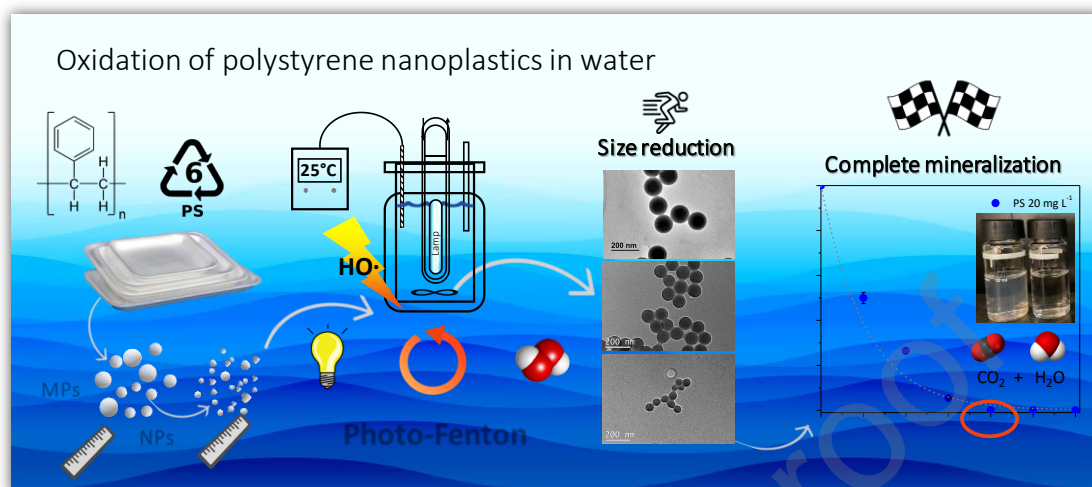 Oxidation of polystyrene nanoplastics in water
H
C
C
H
H
n
6
PS
25°C
Lamp
HO·
MPs
NPs
Photo-Fenton
Size reduction
200 nm
200 nm
200 nm
Complete mineralization
PS 20 mg L⁻¹
CO₂ + H₂O
roof